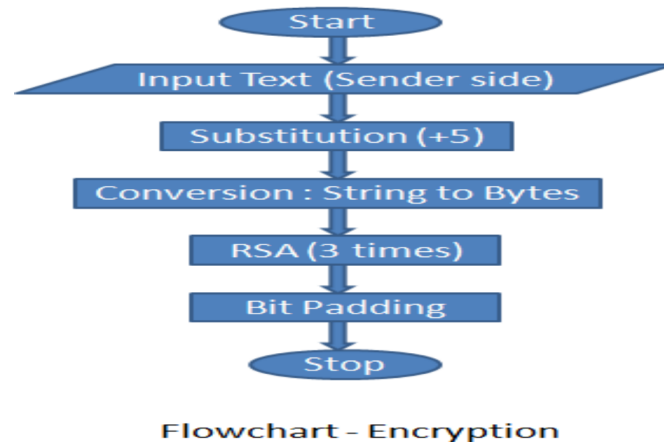 Start
Input Text (Sender side)
Substitution (+5)
Conversion : String to Bytes
RSA (3 times)
Bit Padding
Stop
Flowchart - Encryption